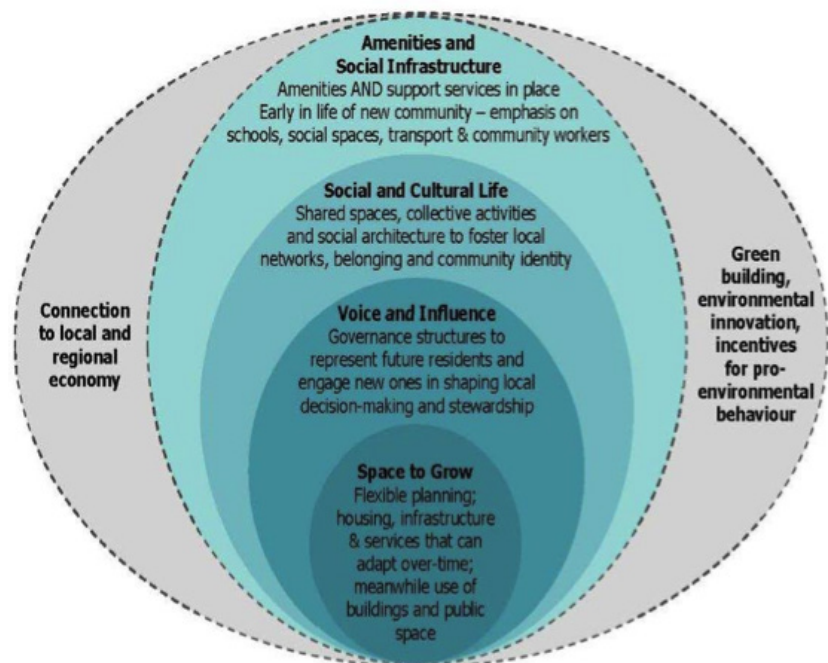 Amenities and
Social Infrastructure
Amenities AND support services in place
Early in life of new community – emphasis on
schools, social spaces, transport & community workers
Social and Cultural Life
Shared spaces, collective activities
and social architecture to foster local
networks, belonging and community identity
Voice and Influence
Governance structures to
represent future residents and
engage new ones in shaping local
decision-making and stewardship
Space to Grow
Flexible planning;
housing, infrastructure
& services that can
adapt over-time;
meanwhile use of
buildings and public
space
Connection
to local and
regional
economy
Green
building,
environmental
innovation,
incentives
for pro-
environmental
behaviour